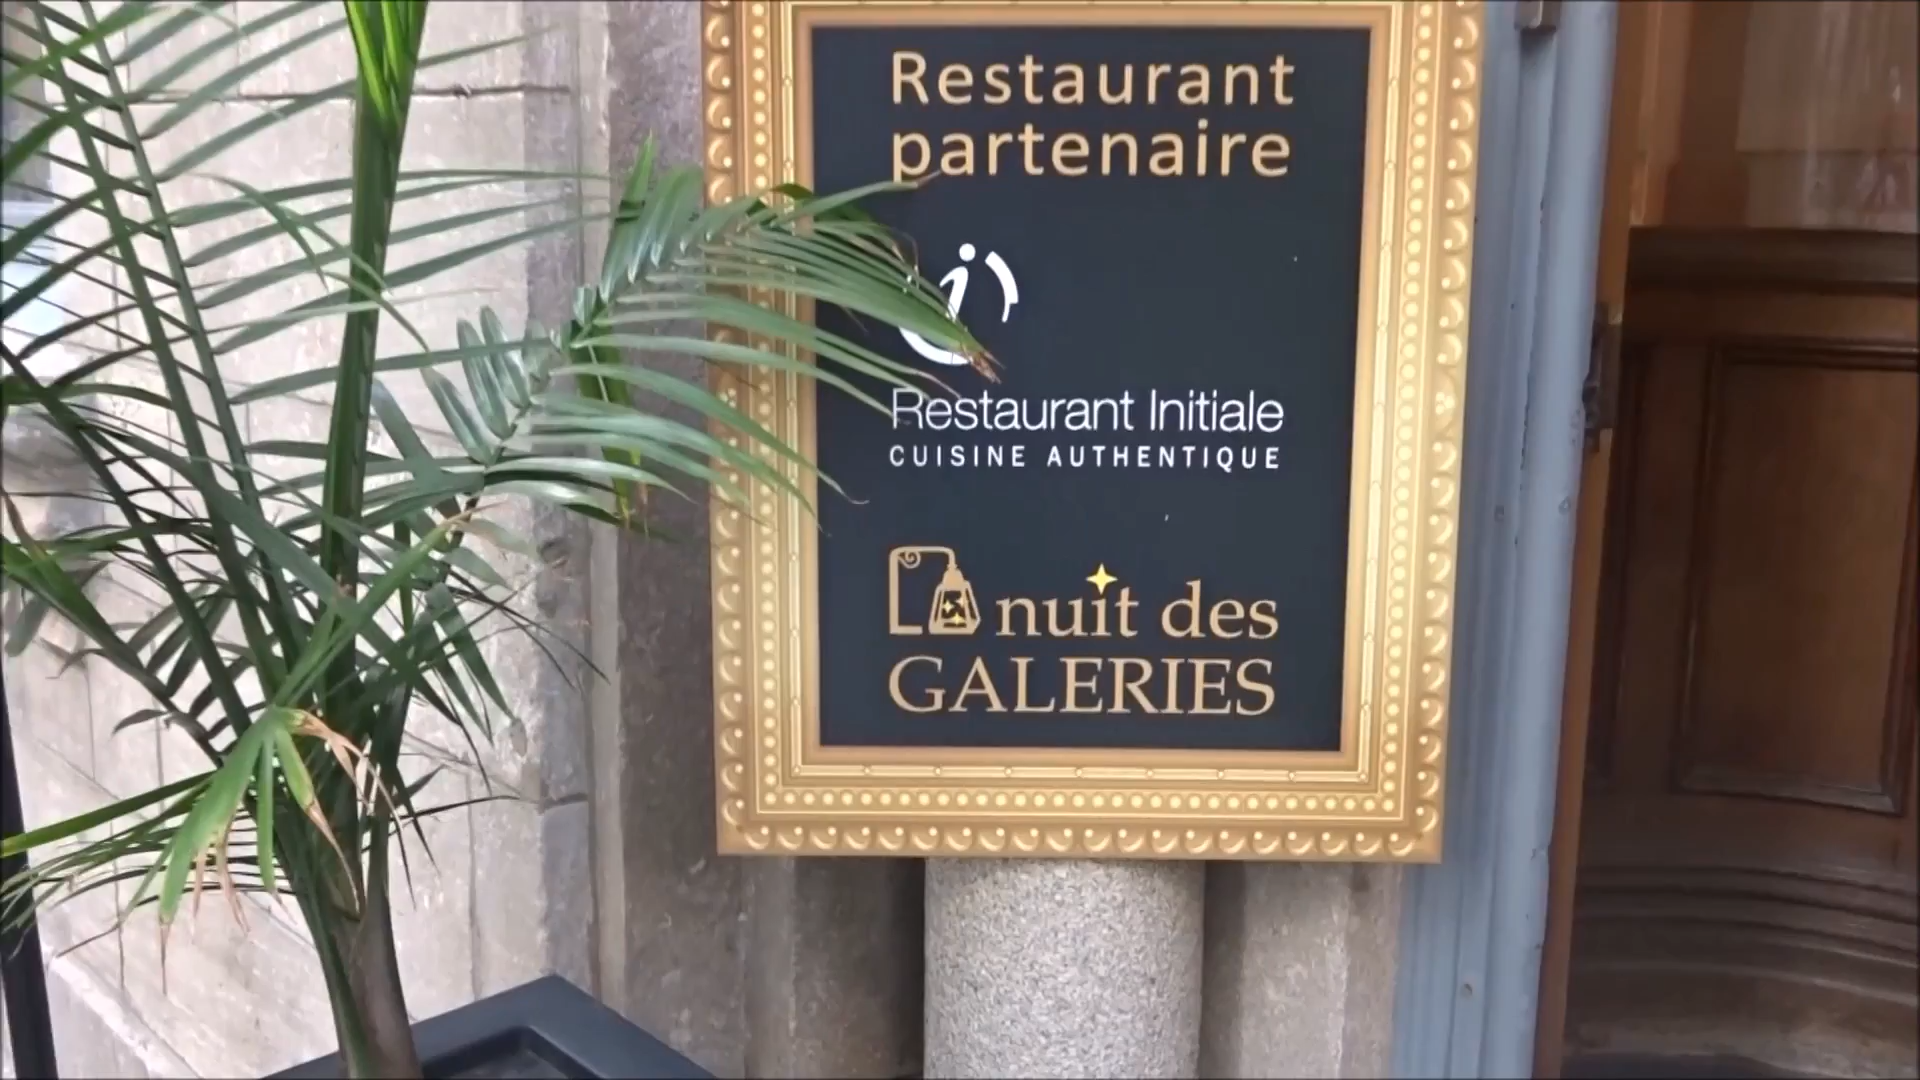 Restaurant
partenaire
Restaurant Initiale
CUISINE AUTHENTIQUE
La nuit des
GALERIES